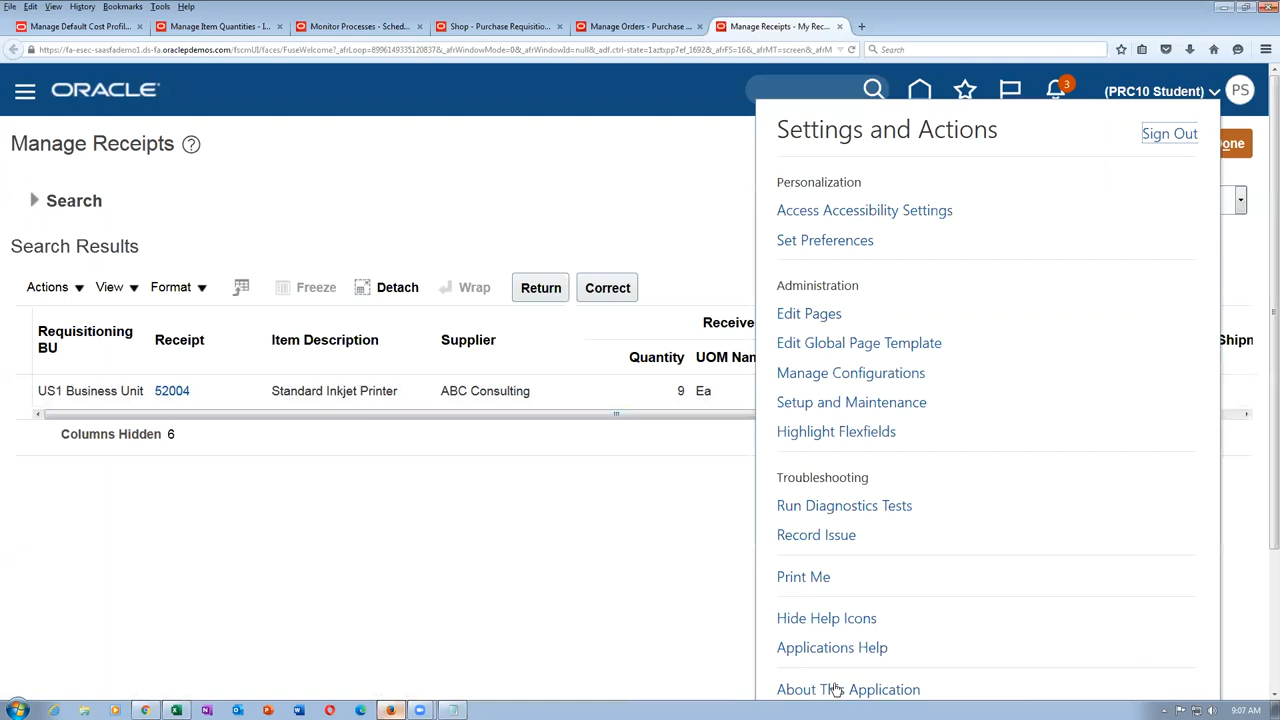 File Edit View History Bookmarks Tools Help
Manage Default Cost Profil...
Manage Item Quantities - I...
Monitor Processes - Sched...
Shop - Purchase Requisitio...
Manage Orders - Purchase ...
Manage Receipts - My Rec...
Search
ORACLE
3
(PRC10 Student)
PS
Manage Receipts
Settings and Actions
Sign Out
one
Search
Personalization
Access Accessibility Settings
Set Preferences
Search Results
Actions View Format Freeze Detach Wrap Return Correct
Administration
Edit Pages
Edit Global Page Template
Manage Configurations
Setup and Maintenance
Highlight Flexfields
Requisitioning BU
Receipt
Item Description
Supplier
Receive
Quantity
UOM Nan
Shipn
US1 Business Unit 52004 Standard Inkjet Printer ABC Consulting 9 Ea
Columns Hidden 6
Troubleshooting
Run Diagnostics Tests
Record Issue
Print Me
Hide Help Icons
Applications Help
About This Application
9:07 AM